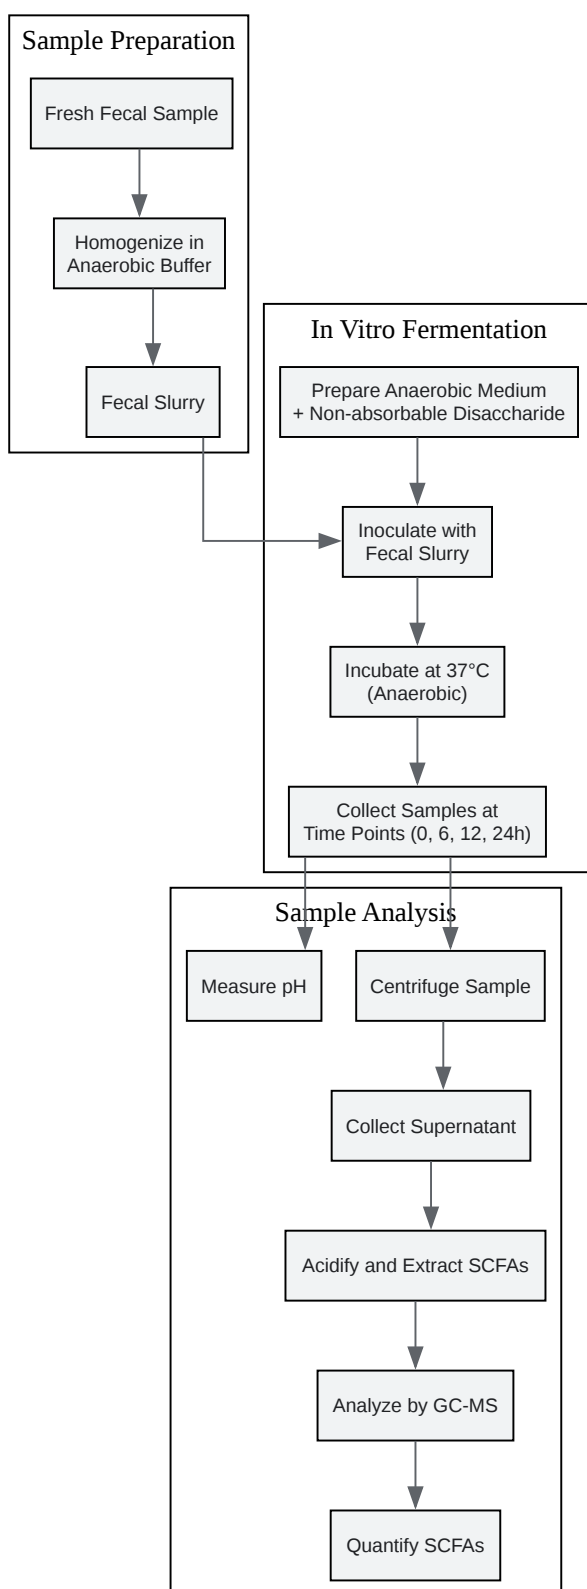 Sample Preparation
Fresh Fecal Sample
Homogenize in
Anaerobic Buffer
Fecal Slurry
In Vitro Fermentation
Prepare Anaerobic Medium
+ Non-absorbable Disaccharide
Inoculate with
Fecal Slurry
Incubate at 37°C
(Anaerobic)
Collect Samples at
Time Points (0, 6, 12, 24h)
Sample Analysis
Measure pH
Centrifuge Sample
Collect Supernatant
Acidify and Extract SCFAs
Analyze by GC-MS
Quantify SCFAs